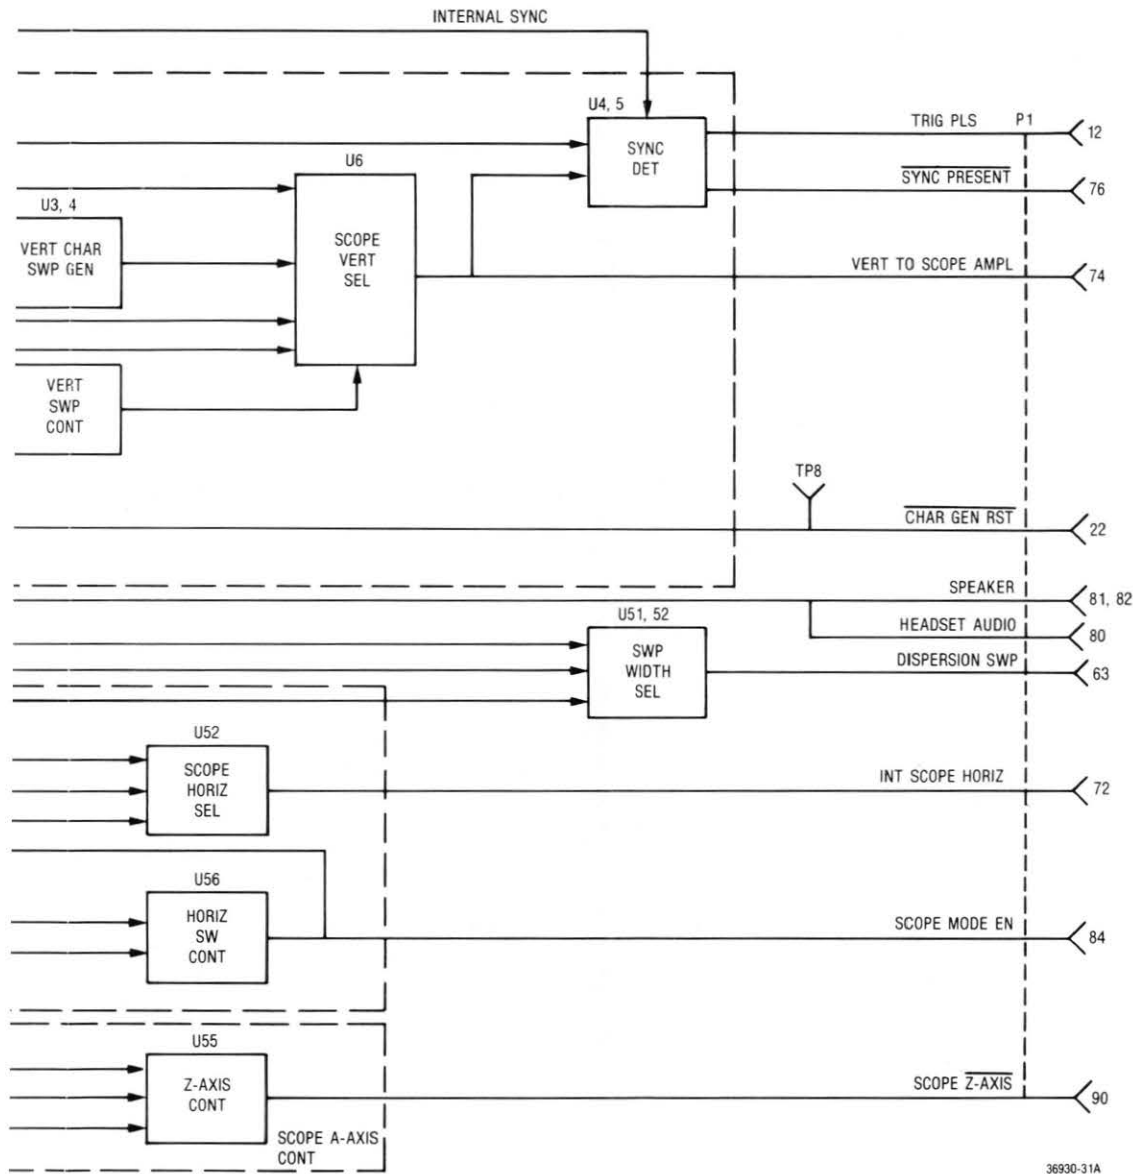 INTERNAL SYNC
U4, 5
SYNC
DET
TRIG PLS
P1
12
SYNC PRESENT
76
U6
SCOPE
VERT
SEL
U3, 4
VERT CHAR
SWP GEN
VERT TO SCOPE AMPL
74
VERT
SWP
CONT
TP8
CHAR GEN RST
22
SPEAKER
81, 82
HEADSET AUDIO
80
U51, 52
SWP
WIDTH
SEL
DISPERSION SWP
63
U52
SCOPE
HORIZ
SEL
INT SCOPE HORIZ
72
U56
HORIZ
SW
CONT
SCOPE MODE EN
84
U55
Z-AXIS
CONT
SCOPE Z-AXIS
90
SCOPE A-AXIS
CONT
36930-31A